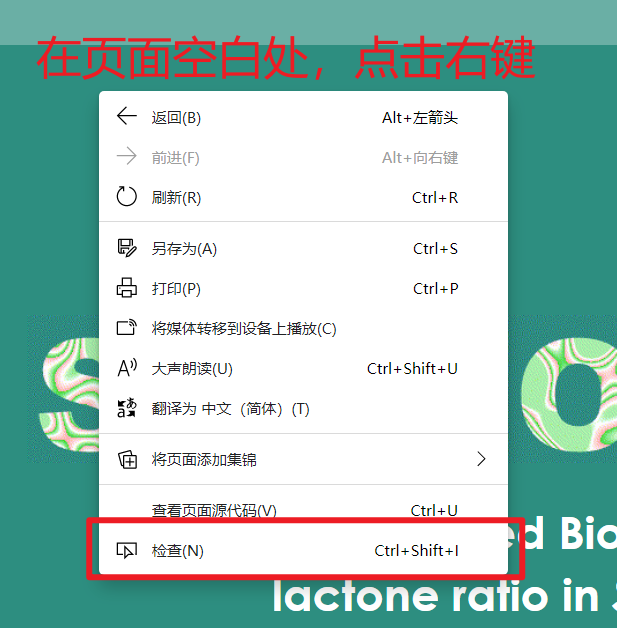 在页面空白处，点击右键
返回(B) Alt+左箭头
前进(F) Alt+向右键
刷新(R) Ctrl+R
另存为(A) Ctrl+S
打印(P) Ctrl+P
将媒体转移到设备上播放(C)
大声朗读(U) Ctrl+Shift+U
翻译为 中文（简体）(T)
将页面添加集锦
查看页面源代码(V) Ctrl+U
检查(N) Ctrl+Shift+I
ed Bio
lactone ratio in S